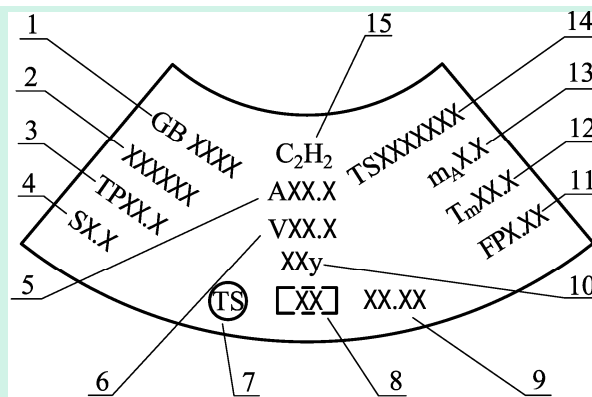 1
15
14
2
13
3
12
4
11
GB XXXX
XXXXXX
TPXX.X
SX.X
C₂H₂
AXX.X
VXX.X
XXy
TSXXXXXXX
mₐX.X
TₘXX.X
FPX.XX
TS
XX
XX.XX
5
10
6
7
8
9